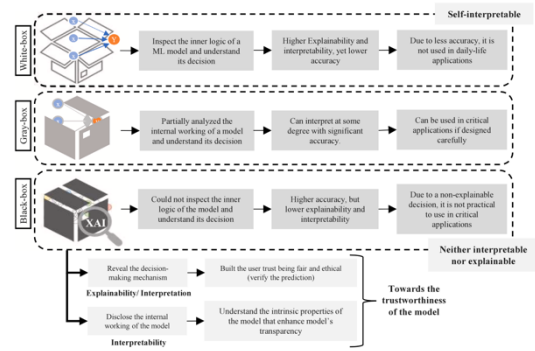 Self-interpretable
White-box
Inspect the inner logic of a
ML model and understand
its decision
Higher Explainability and
interpretability, yet lower
accuracy
Due to less accuracy, it is
not used in daily-life
applications
Gray-box
Partially analyzed the
internal working of a model
and understand its decision
Can interpret at some
degree with significant
accuracy.
Can be used in critical
applications if designed
carefully
Black-box
XAI
Could not inspect the inner
logic of the model and
understand its decision
Higher accuracy, but
lower explainability and
interpretability
Due to a non-explainable
decision, it is not practical
to use in critical
applications
Neither interpretable
nor explainable
Reveal the decision-
making mechanism
Explainability/ Interpretation
Built the user trust being fair and ethical
(verify the prediction)
Disclose the internal
working of the model
Interpretability
Understand the intrinsic properties
of the model that enhance model's
transparency
Towards the
trustworthiness
of the model